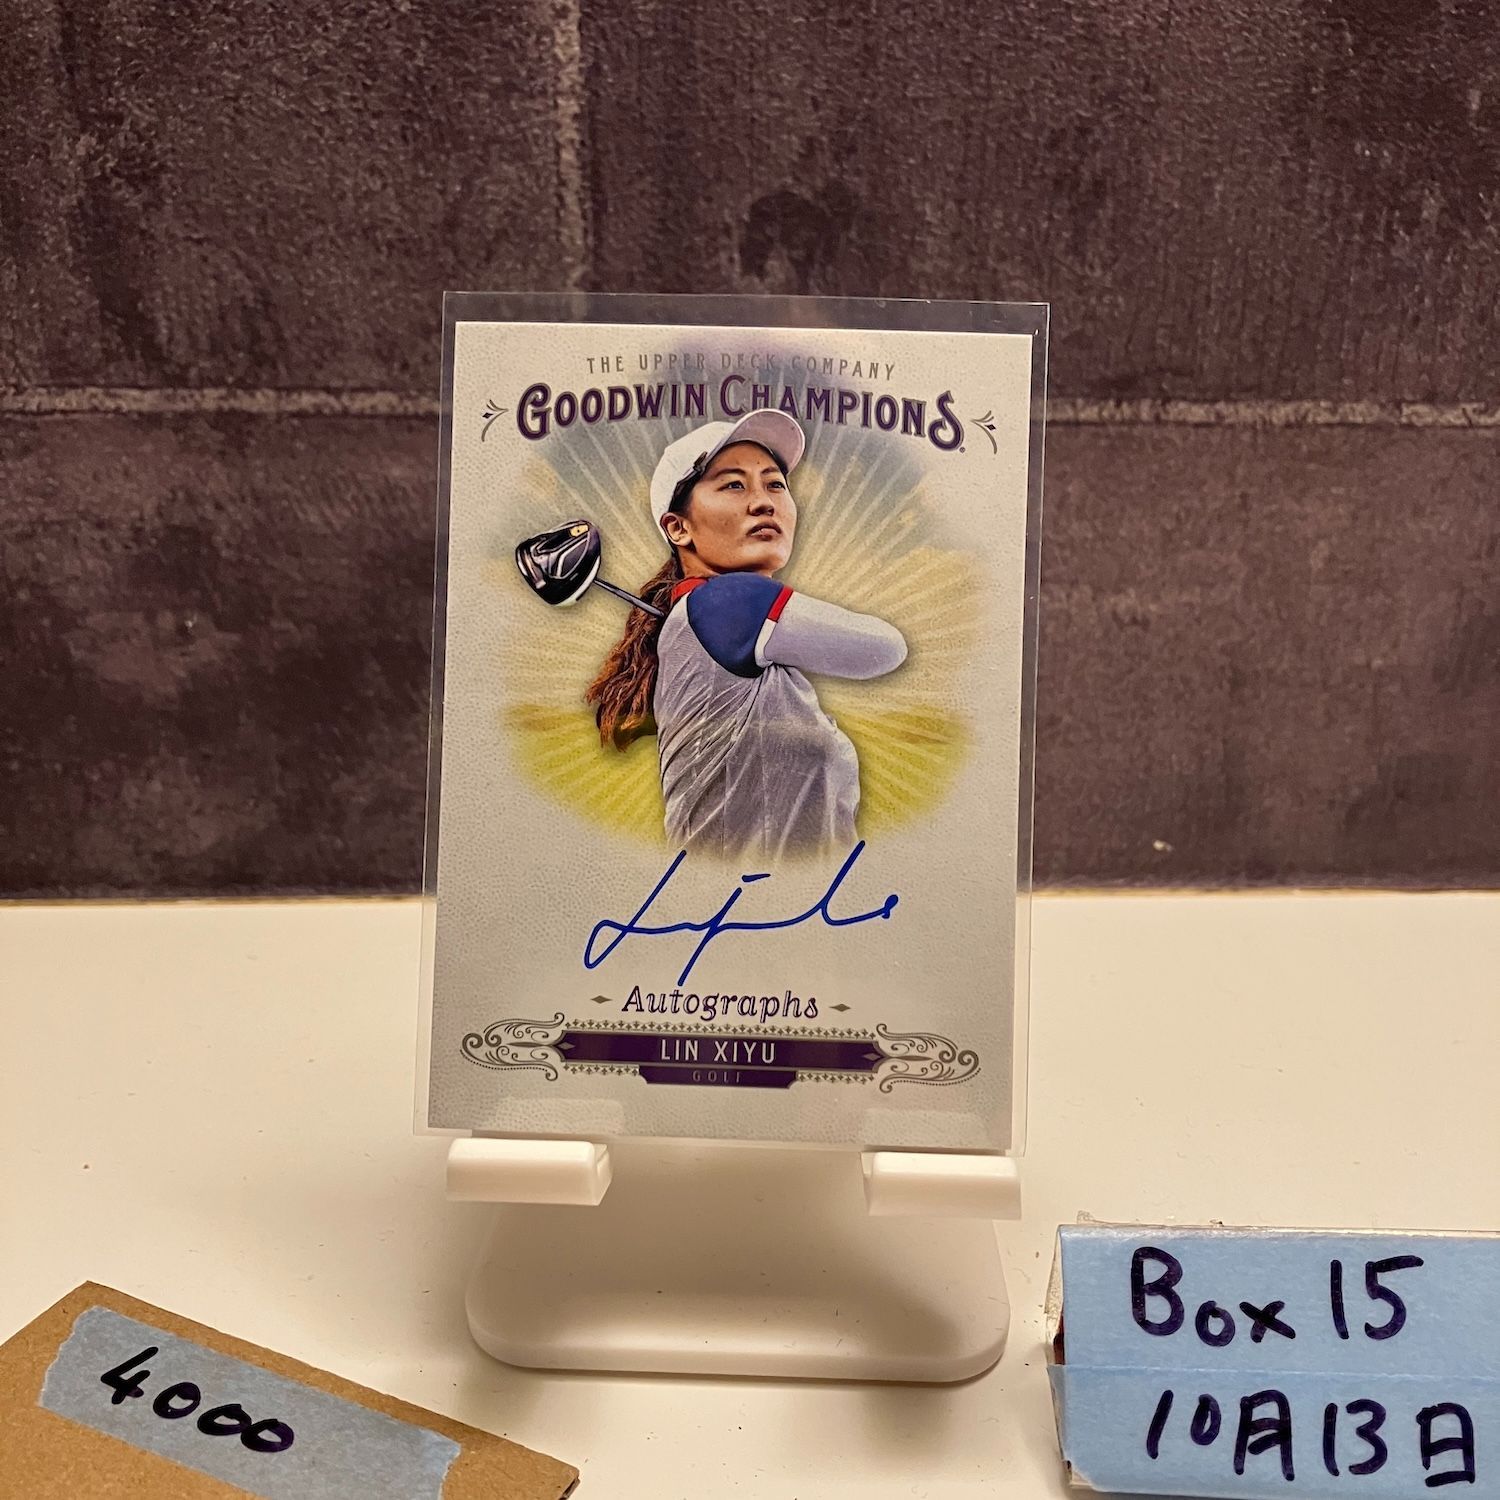 THE UPPER DECK COMPANY
GOODWIN CHAMPIONS
Autographs
LIN XIYU
GOLF
4000
Box 15
10月13日